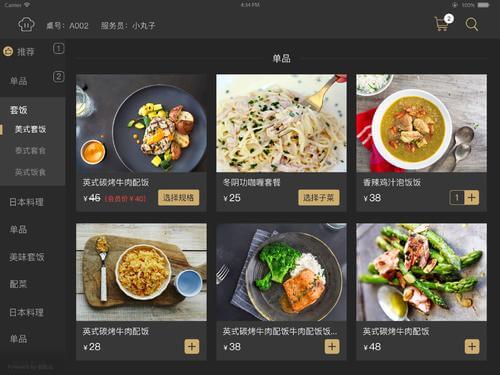 Carrier
4:34 PM
100%
桌号：A002
服务员：小丸子
2
推荐
1
单品
2
套饭
美式套饭
泰式套食
英式饭食
日本料理
单品
美味套饭
配菜
日本料理
单品
Powered by
单品
英式碳烤牛肉配饭
¥ 45 (会员价 ¥ 40)
选择规格
冬阴功咖喱套餐
¥ 25
选择子菜
香辣鸡汁泡饭饭
¥ 38
1 +
英式碳烤牛肉配饭
¥ 28
+
英式碳烤牛肉配饭牛肉配饭饭...
¥ 38
+
英式碳烤牛肉配饭
¥ 48
+